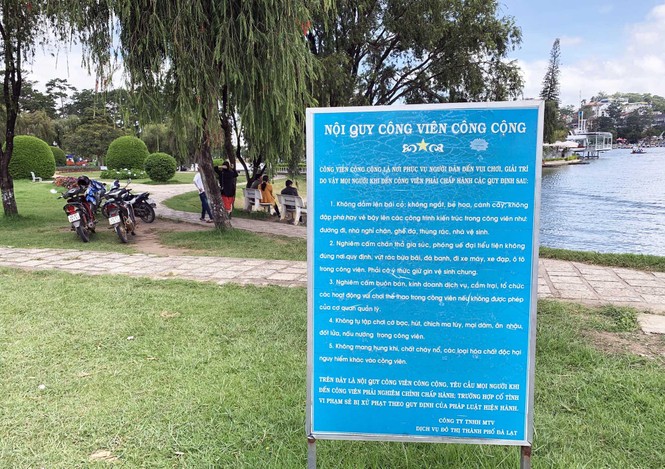 NỘI QUY CÔNG VIÊN CÔNG CỘNG
CÔNG VIÊN CÔNG CỘNG LÀ NƠI PHỤC VỤ NGƯỜI DÂN ĐẾN VUI CHƠI, GIẢI TRÍ
DO VẬY MỌI NGƯỜI KHI ĐẾN CÔNG VIÊN PHẢI CHẤP HÀNH CÁC QUY ĐỊNH SAU:
1. Không dẫm lên bãi cỏ; không ngắt, bẻ hoa, cành cây; không
đập phá,hay vẽ bậy lên các công trình kiến trúc trong công viên như:
đường đi, nhà nghỉ chân, ghế đá, thùng rác, nhà vệ sinh.
2. Nghiêm cấm chăn thả gia súc, phóng uế đại tiểu tiện không
đúng nơi quy định, vứt rác bừa bãi, đá banh, đi xe máy, xe đạp, ô tô
trong công viên. Phải có ý thức giữ gìn vệ sinh chung.
3. Nghiêm cấm buôn bán, kinh doanh dịch vụ, cắm trại, tổ chức
các hoạt động vui chơi thể thao trong công viên nếu không được phép
của cơ quan quản lý.
4. Không tụ tập chơi cờ bạc, hút, chích ma túy, mại dâm, ăn nhậu,
đốt lửa, nấu nướng trong công viên.
5. Không mang hung khí, chất cháy nổ, các loại hóa chất độc hại
nguy hiểm khác vào công viên.
TRÊN ĐÂY LÀ NỘI QUY CÔNG VIÊN CÔNG CỘNG, YÊU CẦU MỌI NGƯỜI KHI
ĐẾN CÔNG VIÊN PHẢI NGHIÊM CHỈNH CHẤP HÀNH; TRƯỜNG HỢP CỐ TÌNH
VI PHẠM SẼ BỊ XỬ PHẠT THEO QUY ĐỊNH CỦA PHÁP LUẬT HIỆN HÀNH.
CÔNG TY TNHH MTV
DỊCH VỤ ĐÔ THỊ THÀNH PHỐ ĐÀ LẠT